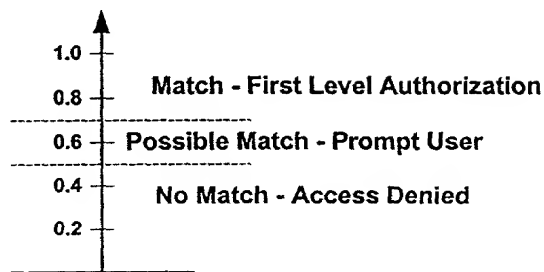 1.0
Match - First Level Authorization
0.8
0.6 Possible Match - Prompt User
0.4
No Match - Access Denied
0.2